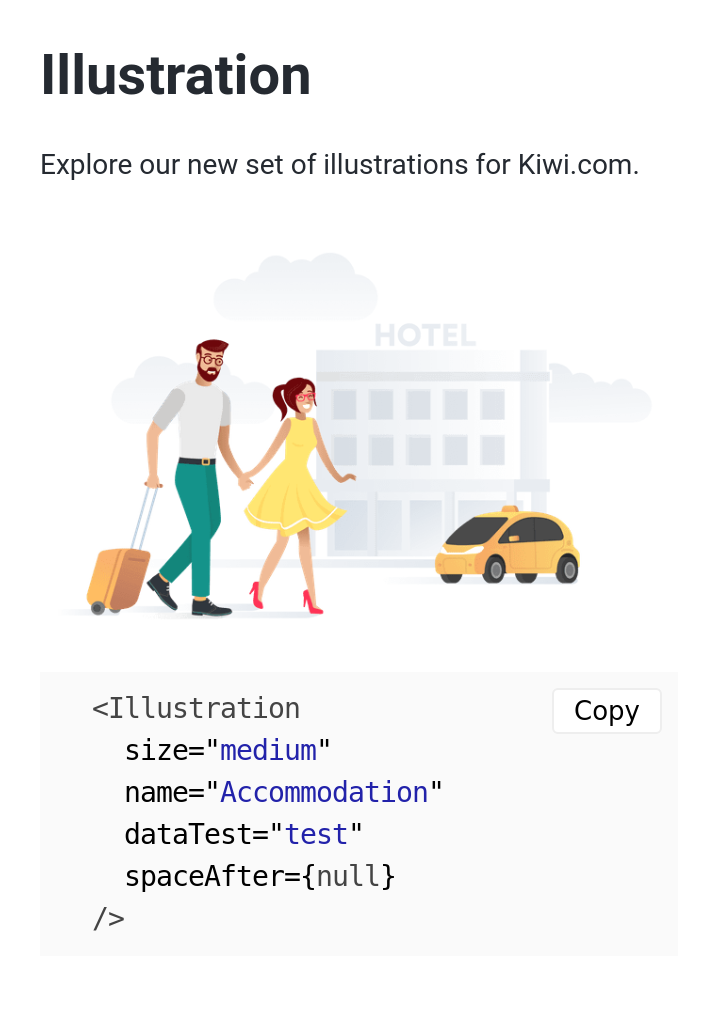 Illustration
Explore our new set of illustrations for Kiwi.com.
HOTEL
<Illustration
Copy
size="medium"
name="Accommodation"
dataTest="test"
spaceAfter={null}
/>